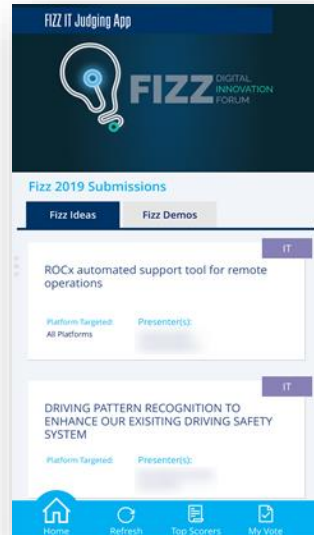 FIZZ IT Judging App
FIZZ
DIGITAL
INNOVATION
FORUM
Fizz 2019 Submissions
Fizz Ideas
Fizz Demos
IT
ROCx automated support tool for remote
operations
Platform Targeted:
Presenter(s):
All Platforms
IT
DRIVING PATTERN RECOGNITION TO
ENHANCE OUR EXISITING DRIVING SAFETY
SYSTEM
Platform Targeted:
Presenter(s):
Home
Refresh
Top Scorers
My Vote